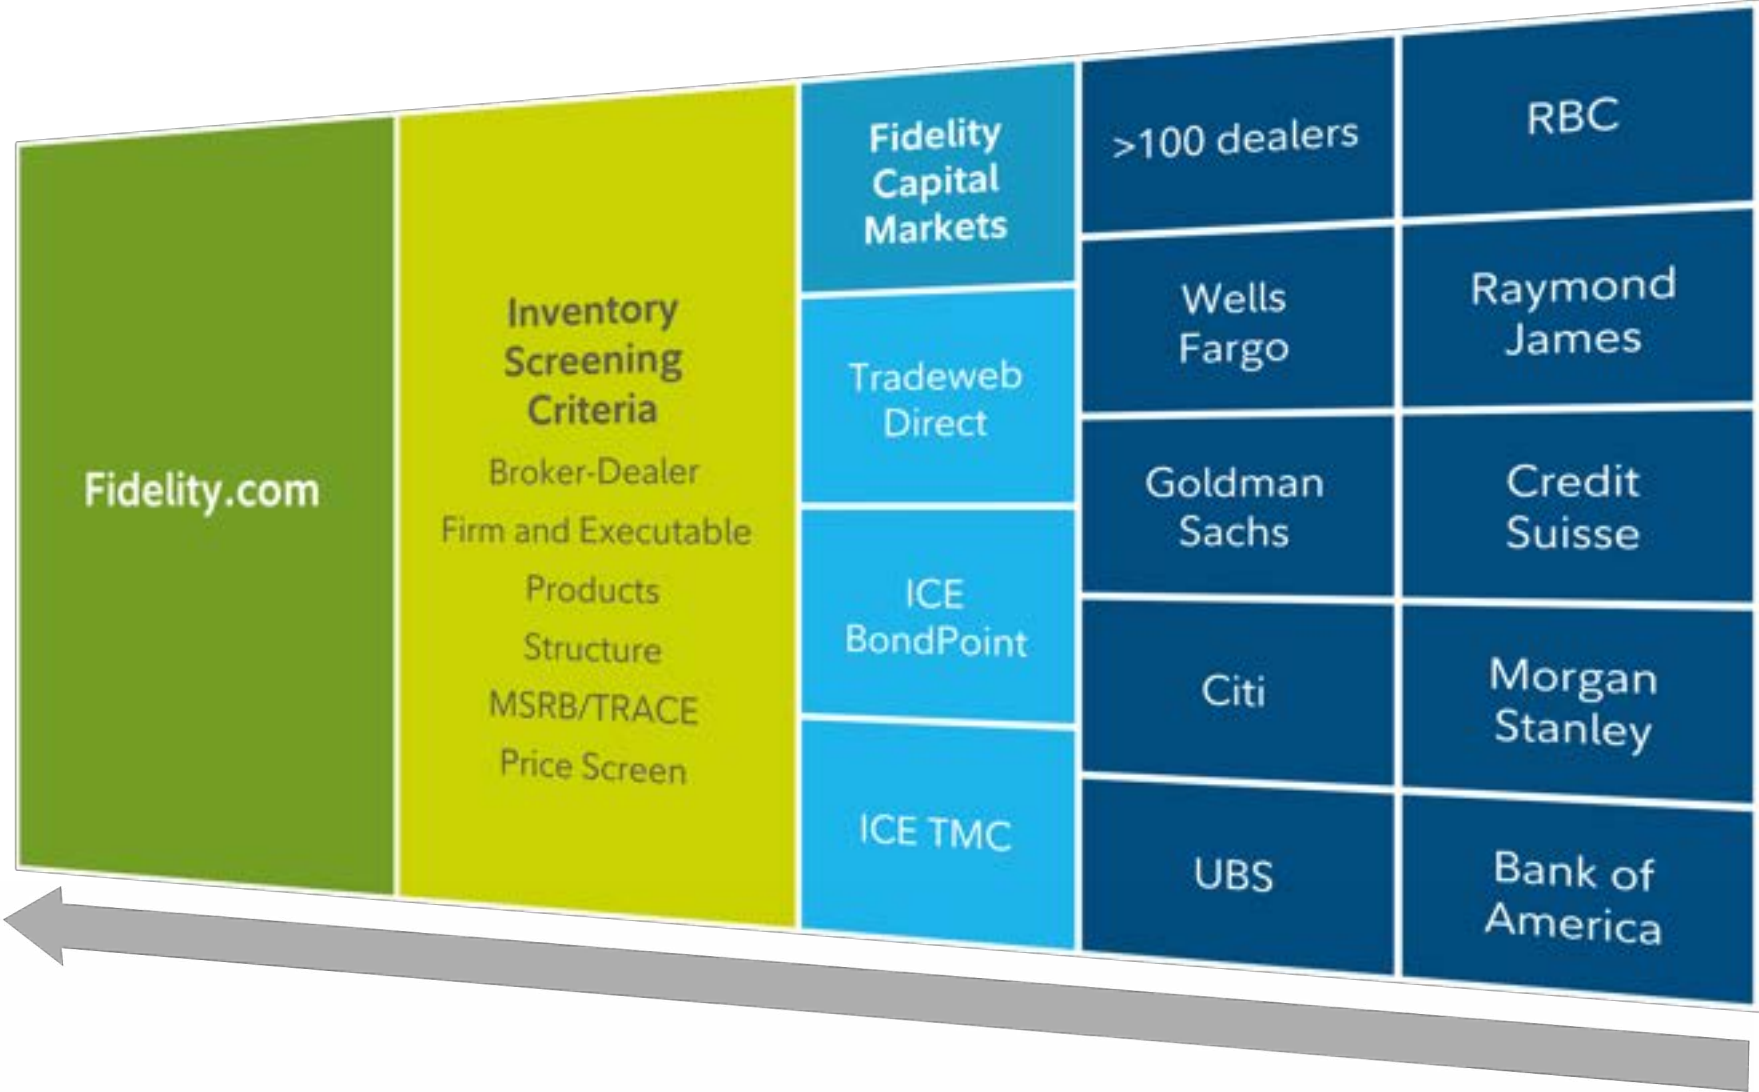 Fidelity.com
Inventory
Screening
Criteria
Broker-Dealer
Firm and Executable
Products
Structure
MSRB/TRACE
Price Screen
Fidelity
Capital
Markets
Tradeweb
Direct
ICE
BondPoint
ICE TMC
>100 dealers
Wells
Fargo
Goldman
Sachs
Citi
UBS
RBC
Raymond
James
Credit
Suisse
Morgan
Stanley
Bank of
America